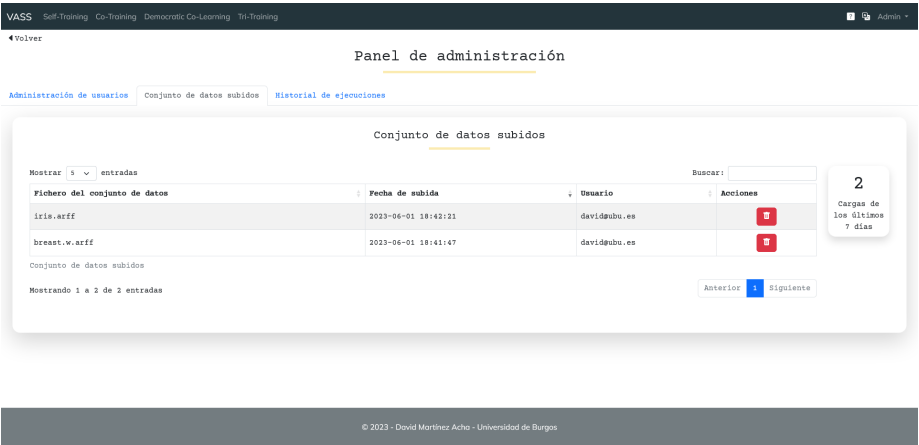 VASS Self-Training Co-Training Democratic Co-Learning Tri-Training Admin
Volver
Panel de administración
Administración de usuarios Conjunto de datos subidos Historial de ejecuciones
Conjunto de datos subidos
Mostrar 5 entradas Buscar:
Fichero del conjunto de datos Fecha de subida Usuario Acciones
iris.arff 2023-06-01 18:42:21 david@ubu.es
breast.w.arff 2023-06-01 18:41:47 david@ubu.es
2
Cargas de
los últimos
7 días
Conjunto de datos subidos
Mostrando 1 a 2 de 2 entradas
Anterior 1 Siguiente
© 2023 - David Martínez Acha - Universidad de Burgos